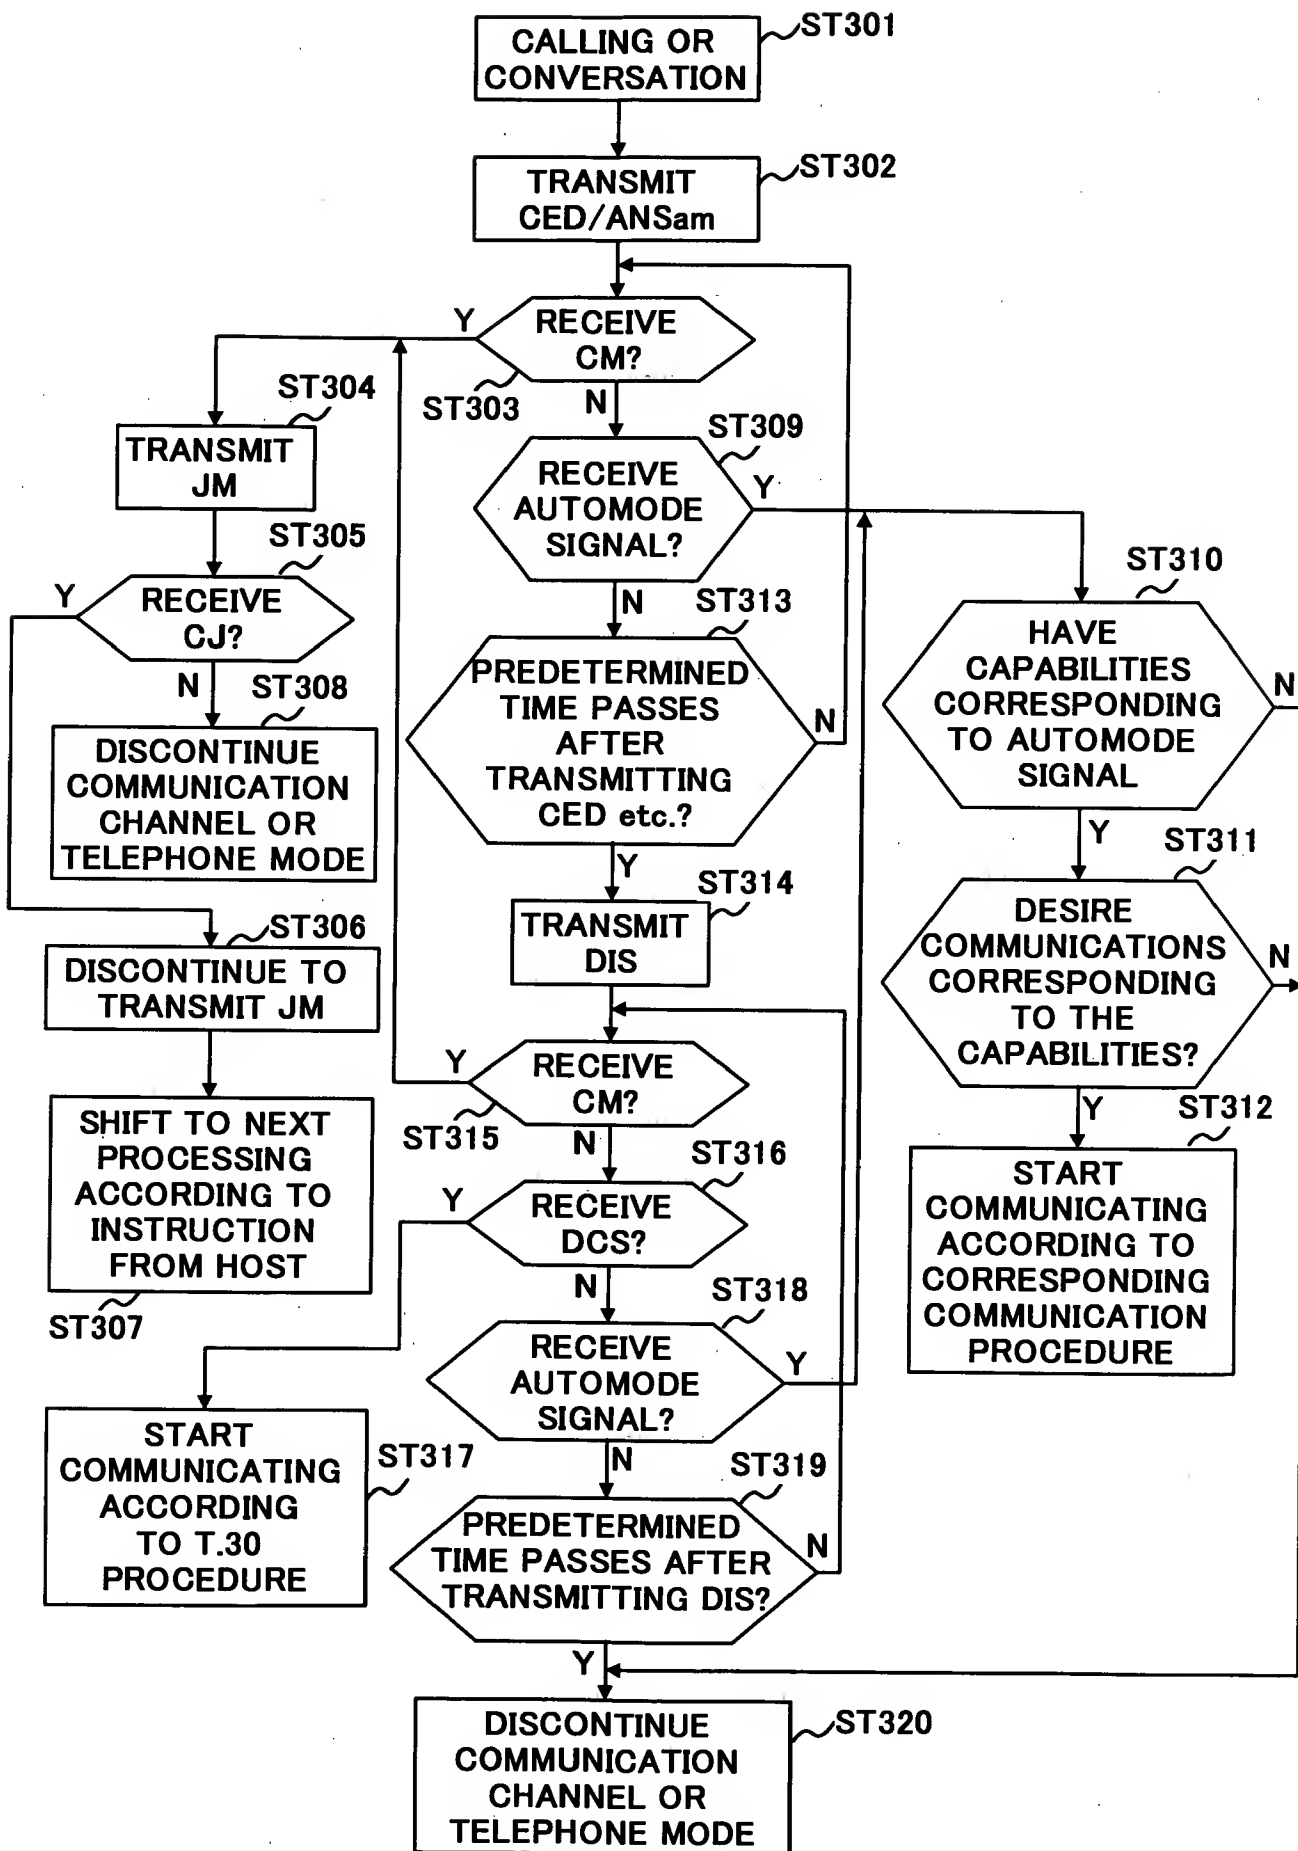 CALLING OR
CONVERSATION
ST301
TRANSMIT
CED/ANSam
ST302
RECEIVE
CM?
Y
N
ST303
ST304
TRANSMIT
JM
ST305
RECEIVE
CJ?
Y
N
ST308
DISCONTINUE
COMMUNICATION
CHANNEL OR
TELEPHONE MODE
ST306
DISCONTINUE TO
TRANSMIT JM
SHIFT TO NEXT
PROCESSING
ACCORDING TO
INSTRUCTION
FROM HOST
ST307
ST309
RECEIVE
AUTOMODE
SIGNAL?
Y
N
ST310
HAVE
CAPABILITIES
CORRESPONDING
TO AUTOMODE
SIGNAL
N
Y
ST311
DESIRE
COMMUNICATIONS
CORRESPONDING
TO THE
CAPABILITIES?
N
Y
ST312
START
COMMUNICATING
ACCORDING TO
CORRESPONDING
COMMUNICATION
PROCEDURE
ST313
PREDETERMINED
TIME PASSES
AFTER
TRANSMITTING
CED etc.?
N
Y
ST314
TRANSMIT
DIS
RECEIVE
CM?
Y
N
ST315
ST316
RECEIVE
DCS?
Y
N
START
COMMUNICATING
ACCORDING
TO T.30
PROCEDURE
ST317
ST318
RECEIVE
AUTOMODE
SIGNAL?
Y
N
ST319
PREDETERMINED
TIME PASSES AFTER
TRANSMITTING DIS?
N
Y
DISCONTINUE
COMMUNICATION
CHANNEL OR
TELEPHONE MODE
ST320